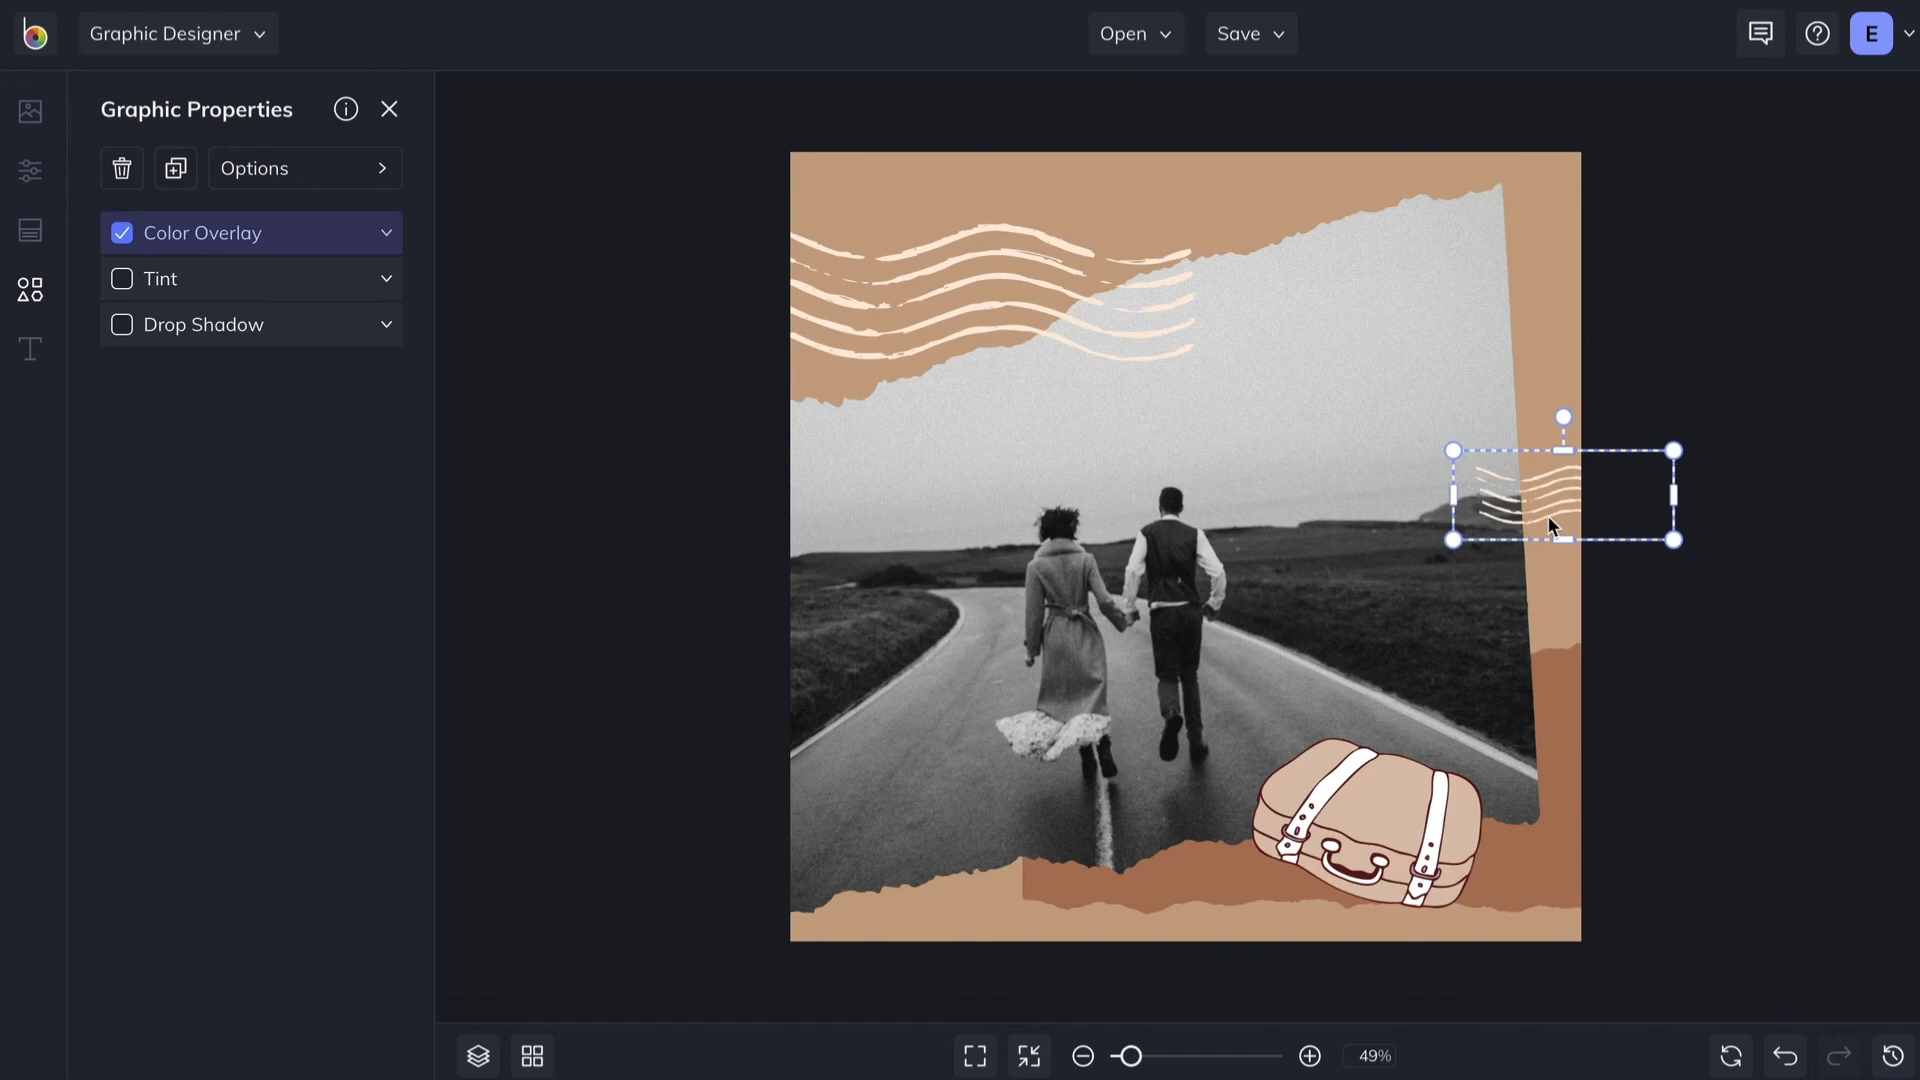 Graphic Designer
Open
Save
E
Graphic Properties
Options
Color Overlay
Tint
Drop Shadow
49%